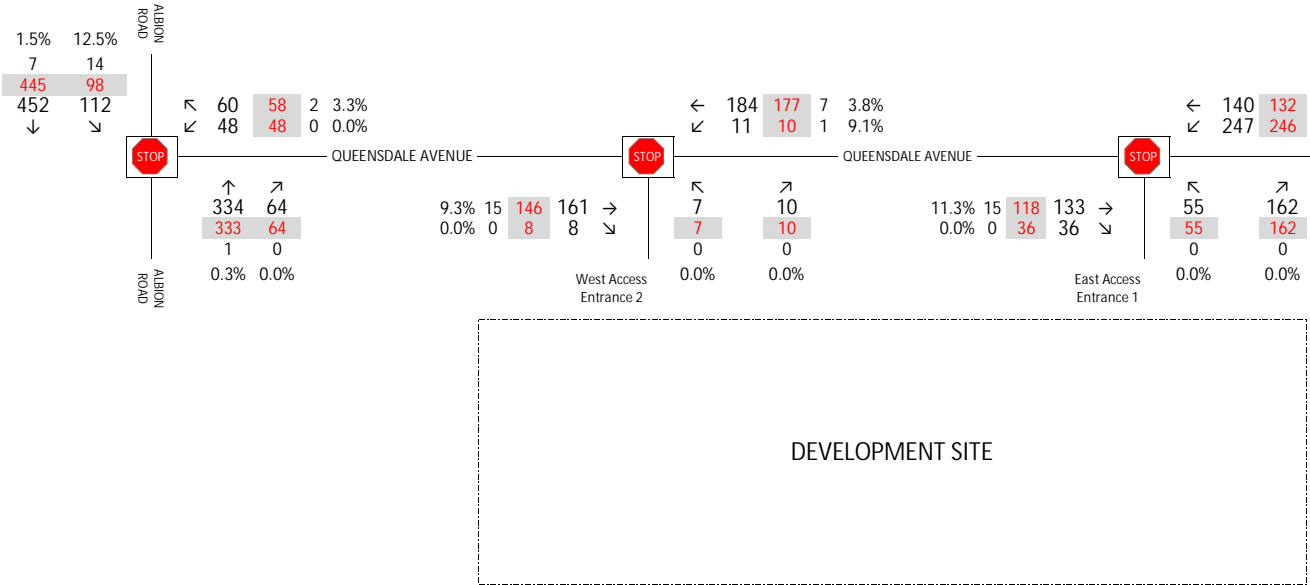 ALBION
ROAD
1.5% 12.5%
7 14
445 98
452 112
↓ ↘
↖ 60 58 2 3.3%
↙ 48 48 0 0.0%
← 184 177 7 3.8%
↙ 11 10 1 9.1%
← 140 132
↙ 247 246
STOP
QUEENSDALE AVENUE
STOP
QUEENSDALE AVENUE
STOP
↑ ↗
334 64
333 64
1 0
0.3% 0.0%
ALBION
ROAD
9.3% 15 146 161 →
0.0% 0 8 8 ↘
↖ ↗
7 10
7 10
0 0
0.0% 0.0%
West Access
Entrance 2
11.3% 15 118 133 →
0.0% 0 36 36 ↘
↖ ↗
55 162
55 162
0 0
0.0% 0.0%
East Access
Entrance 1
DEVELOPMENT SITE